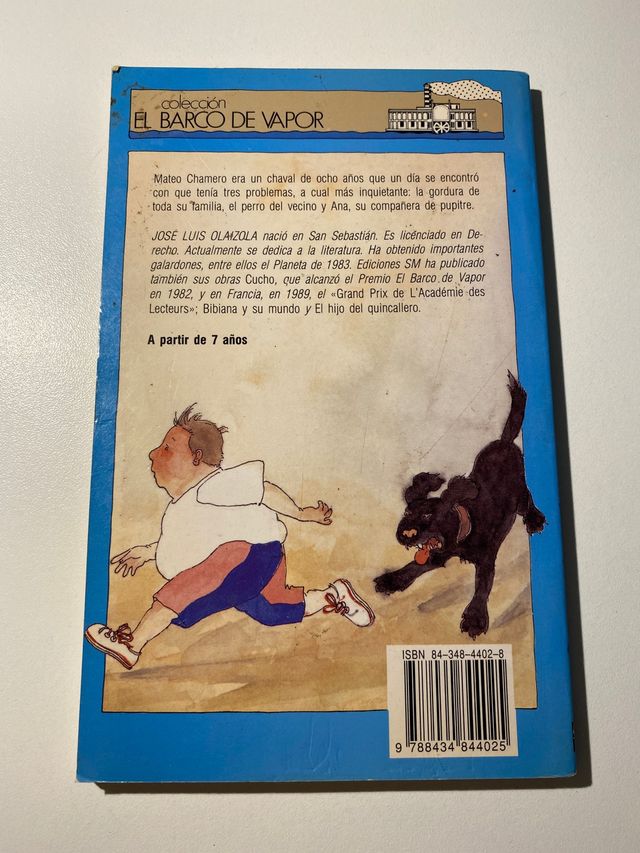 colección
EL BARCO DE VAPOR
Mateo Chamero era un chaval de ocho años que un día se encontró
con que tenía tres problemas, a cual más inquietante: la gordura de
toda su familia, el perro del vecino y Ana, su compañera de pupitre.
JOSÉ LUIS OLAIZOLA nació en San Sebastián. Es licenciado en De-
recho. Actualmente se dedica a la literatura. Ha obtenido importantes
galardones, entre ellos el Planeta de 1983. Ediciones SM ha publicado
también sus obras Cucho, que alcanzó el Premio El Barco de Vapor
en 1982, y en Francia, en 1989, el «Grand Prix de L'Académie des
Lecteurs»; Bibiana y su mundo y El hijo del quincallero.
A partir de 7 años
ISBN 84-348-4402-8
9 788434 844025